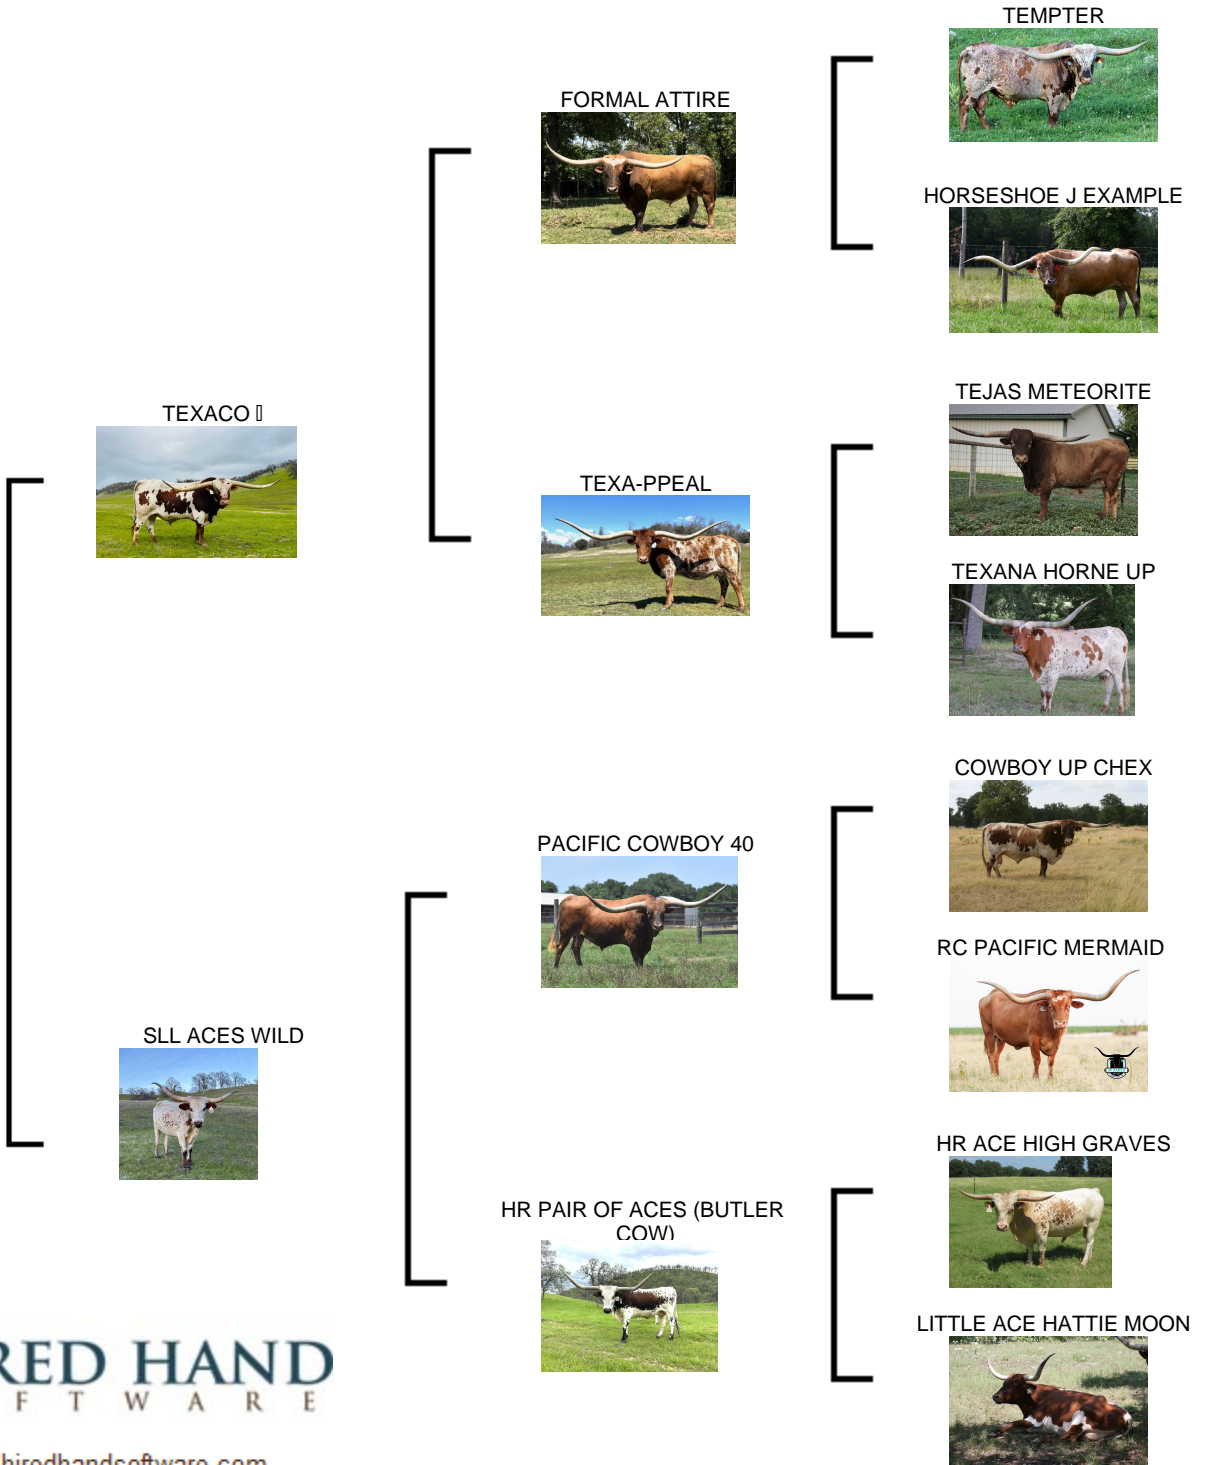 TEMPTER
FORMAL ATTIRE
HORSESHOE J EXAMPLE
TEXACO
TEJAS METEORITE
TEXA-PPEAL
TEXANA HORNE UP
COWBOY UP CHEX
PACIFIC COWBOY 40
RC PACIFIC MERMAID
SLL ACES WILD
HR ACE HIGH GRAVES
HR PAIR OF ACES (BUTLER
COW)
LITTLE ACE HATTIE MOON
RED HAND
F T W A R E
hiredhandsoftware.com